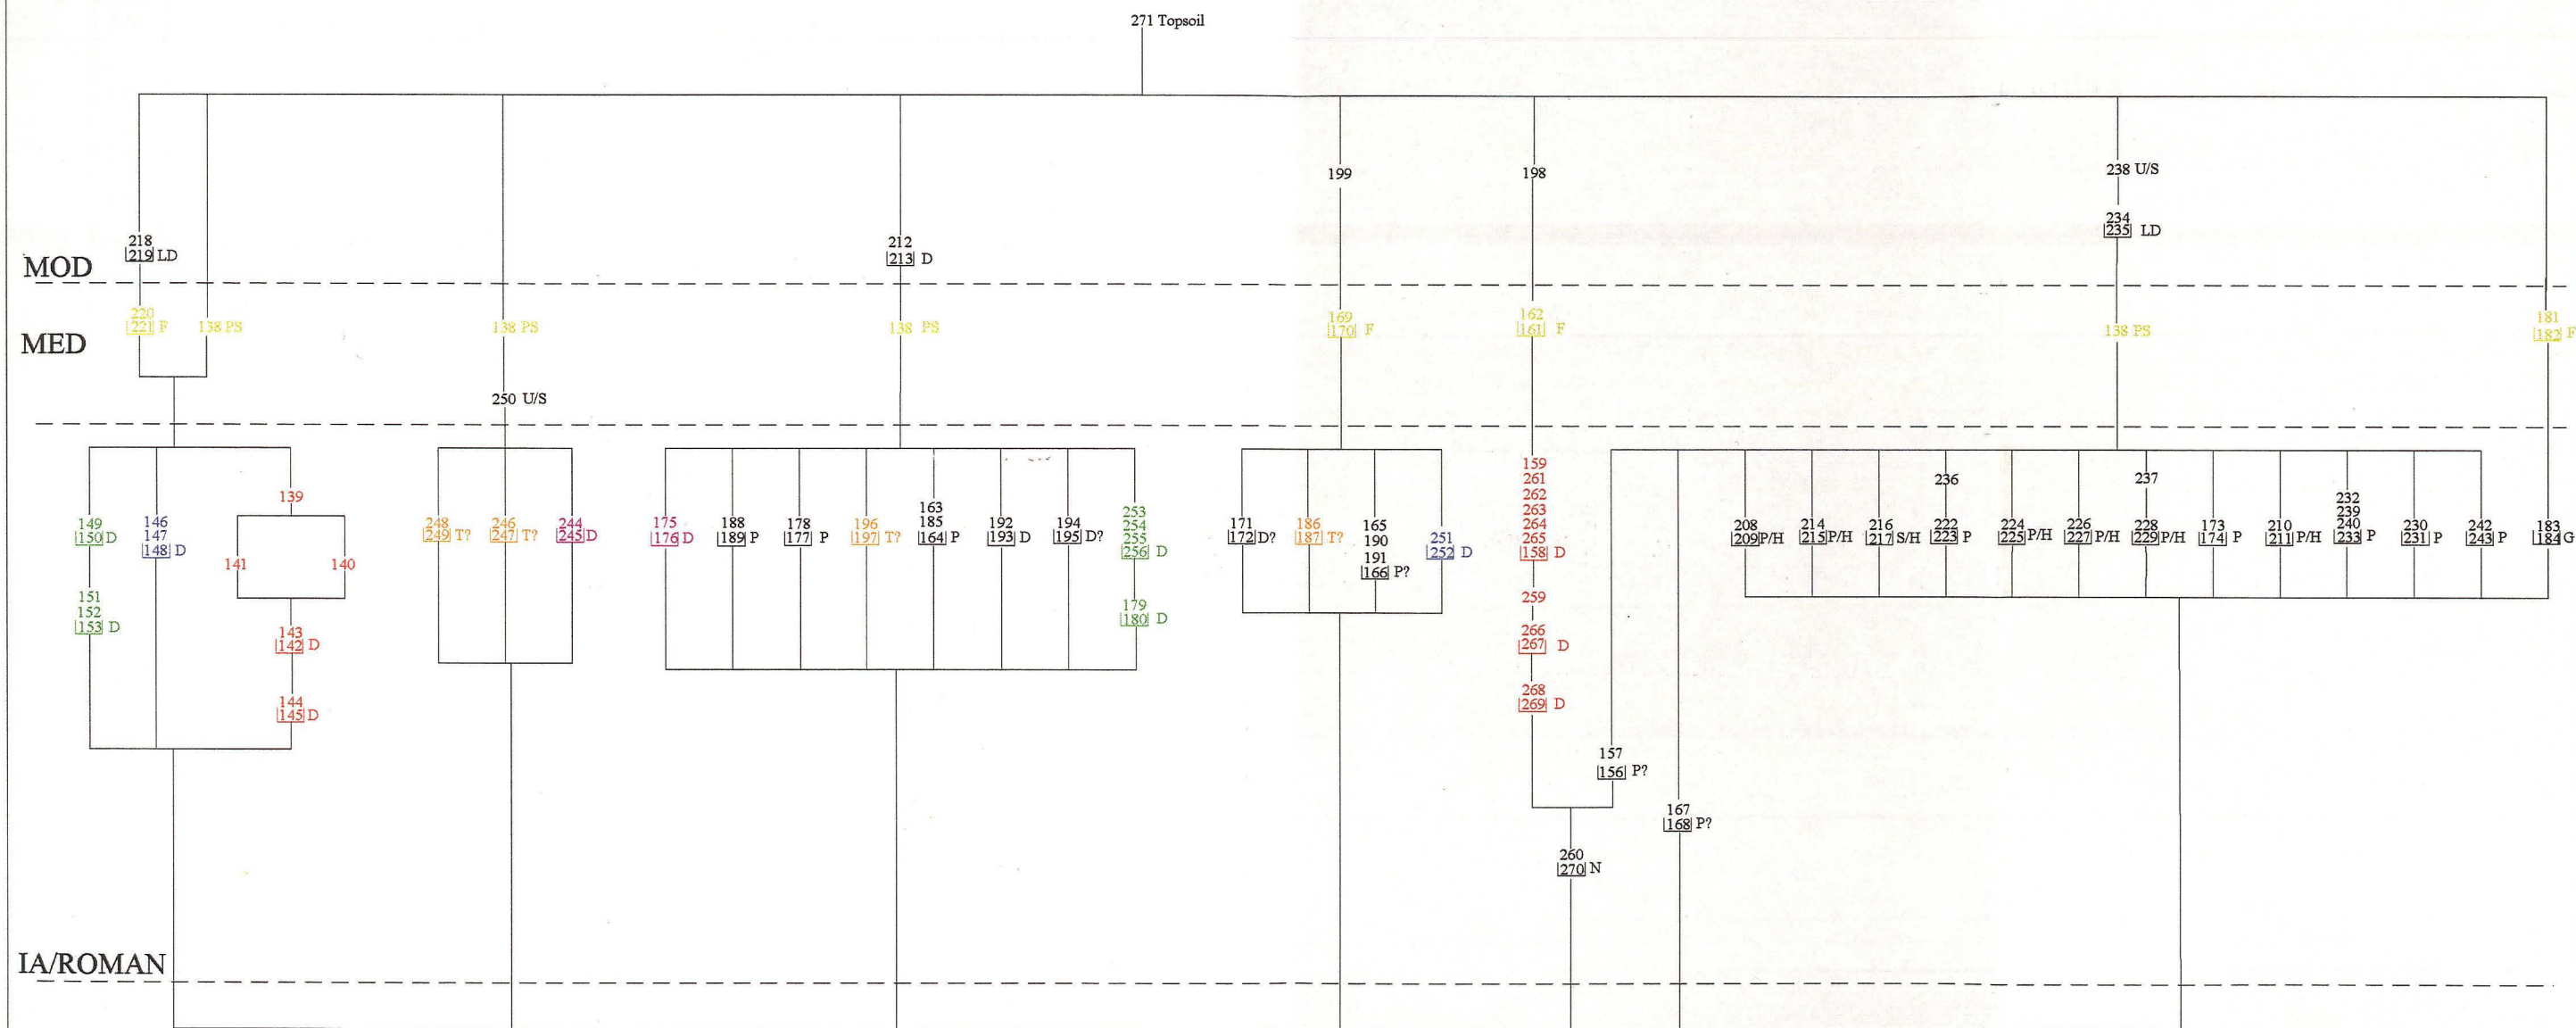 271 Topsoil
199
198
238 U/S
218
219 LD
212
213 D
234
235 LD
MOD
220
221 F
138 PS
138 PS
138 PS
169
170 F
162
161 F
138 PS
181
182 F
MED
250 U/S
149
150 D
151
152
153 D
146
147
148 D
139
141
140
143
142 D
144
145 D
248
249 T?
246
247 T?
244
245 D
175
176 D
188
189 P
178
177 P
196
197 T?
163
185
164 P
192
193 D
194
195 D?
253
254
255
256 D
179
180 D
171
172 D?
186
187 T?
165
190
191
166 P?
251
252 D
159
261
262
263
264
265
158 D
259
266
267 D
268
269 D
157
156 P?
167
168 P?
260
270 N
208
209 P/H
214
215 P/H
216
217 S/H
236
222
223 P
224
225 P/H
226
227 P/H
237
228
229 P/H
173
174 P
210
211 P/H
232
239
240
233 P
230
231 P
242
243 P
183
184 G
IA/ROMAN